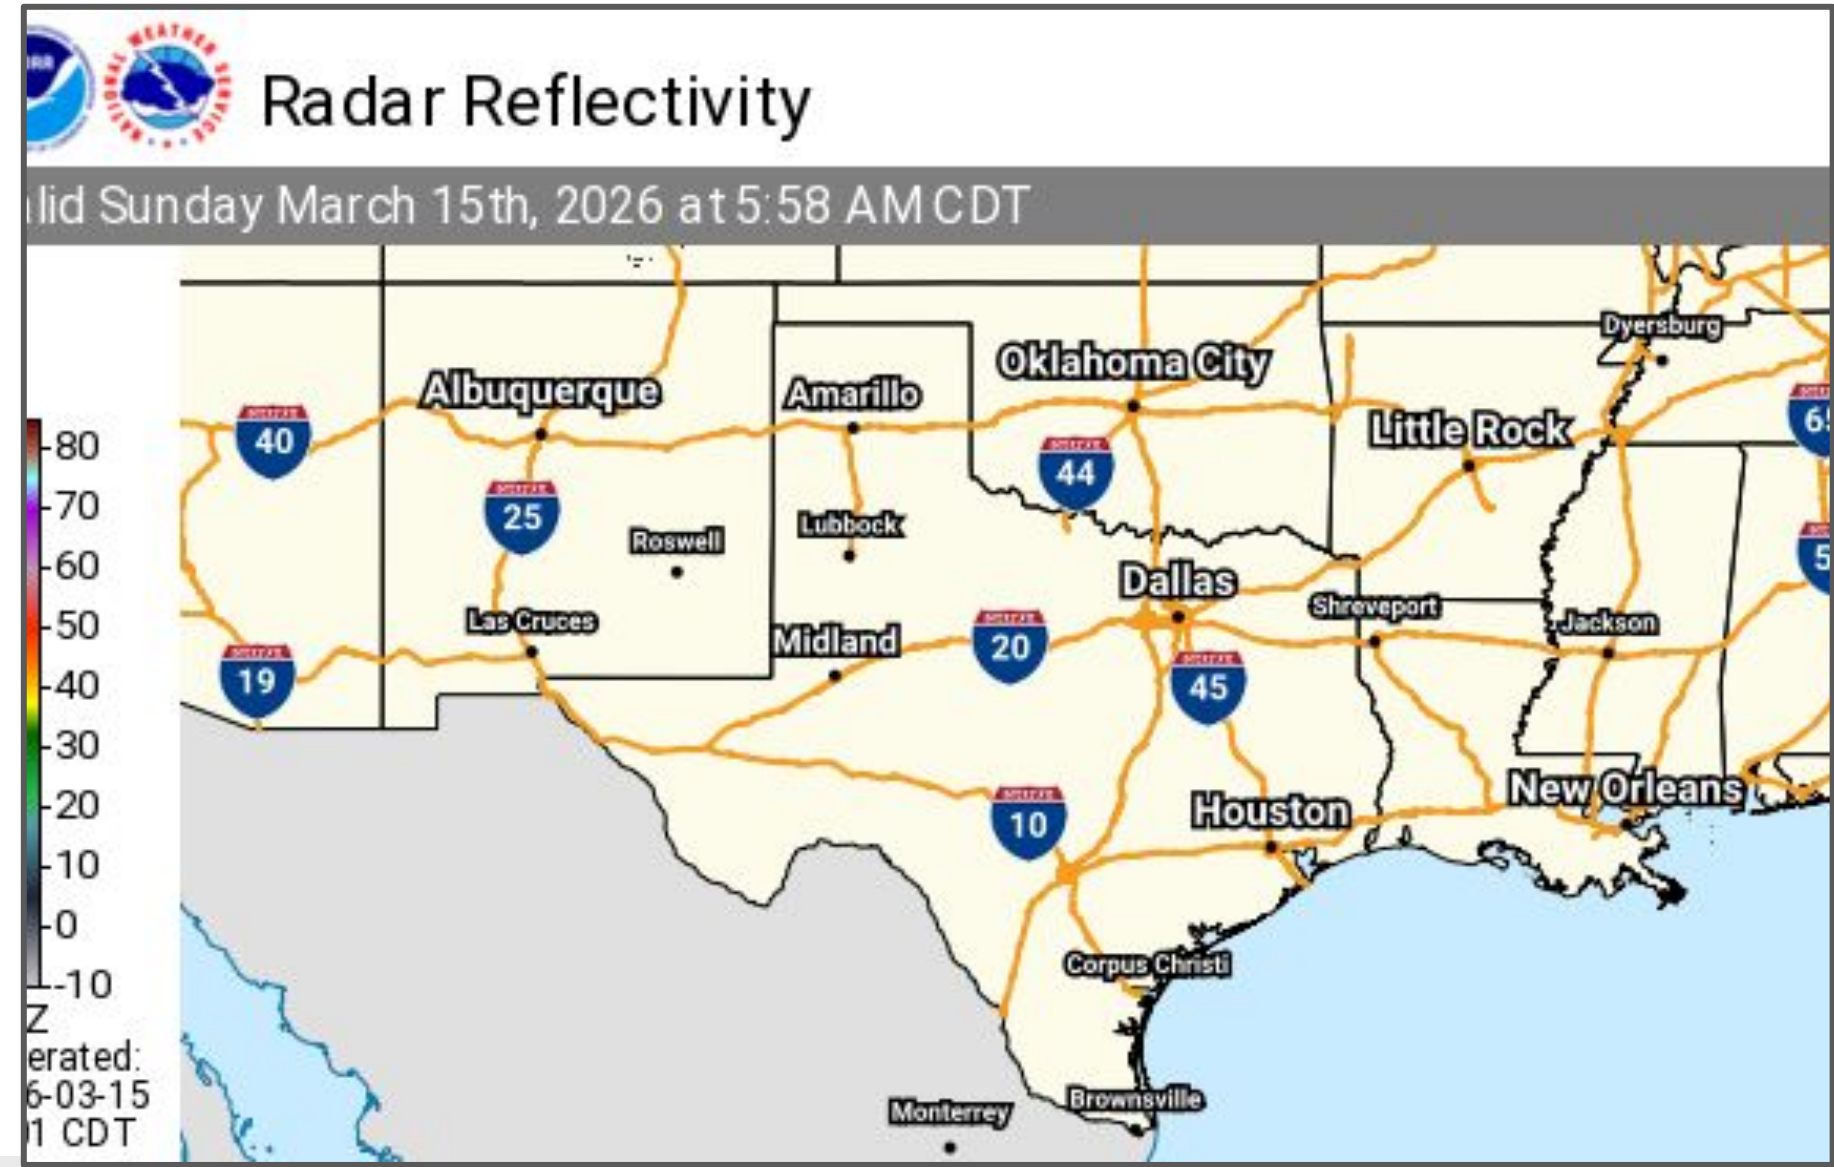 NATIONAL WEATHER SERVICE
Radar Reflectivity
lid Sunday March 15th, 2026 at 5:58 AM CDT
Dyersburg
Oklahoma City
Albuquerque
Amarillo
40
Little Rock
44
25
Lubbock
Roswell
Dallas
Shreveport
Las Cruces
Jackson
Midland
20
19
45
New Orleans
Houston
10
Corpus Christi
Brownsville
Monterrey
80
70
60
50
40
30
20
10
0
-10
Z
erated:
6-03-15
1 CDT